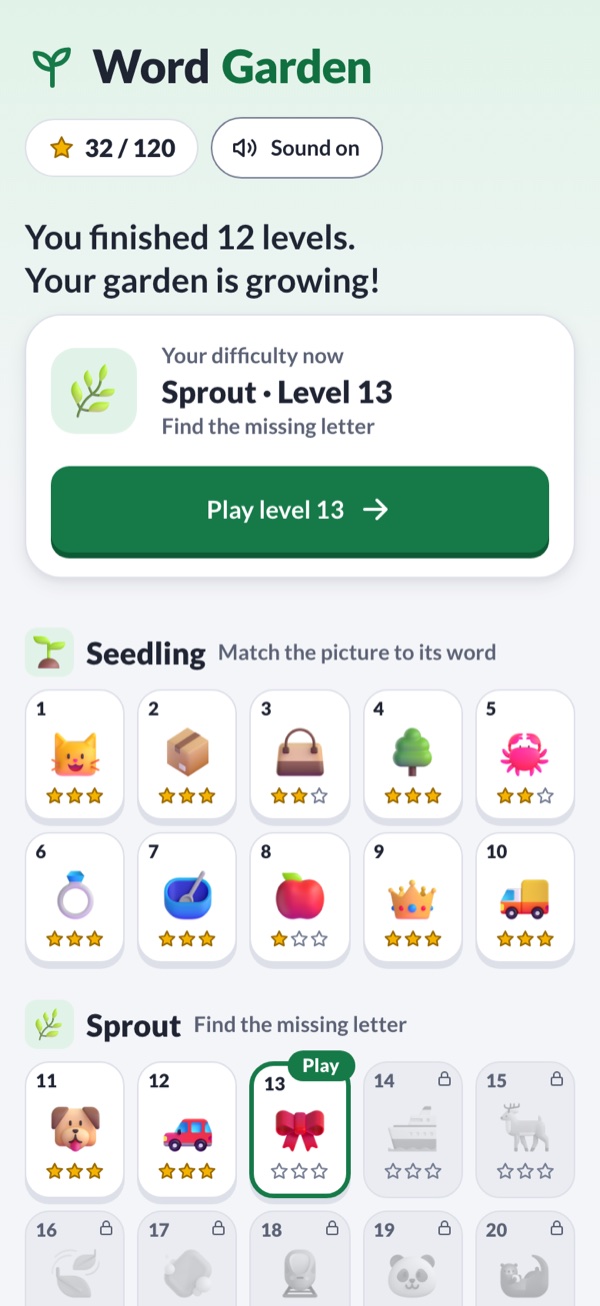 Word Garden
32 / 120
Sound on
You finished 12 levels.
Your garden is growing!
Your difficulty now
Sprout · Level 13
Find the missing letter
Play level 13
Seedling Match the picture to its word
1 2 3 4 5
6 7 8 9 10
Sprout Find the missing letter
Play
11 12 13 14 15
16 17 18 19 20